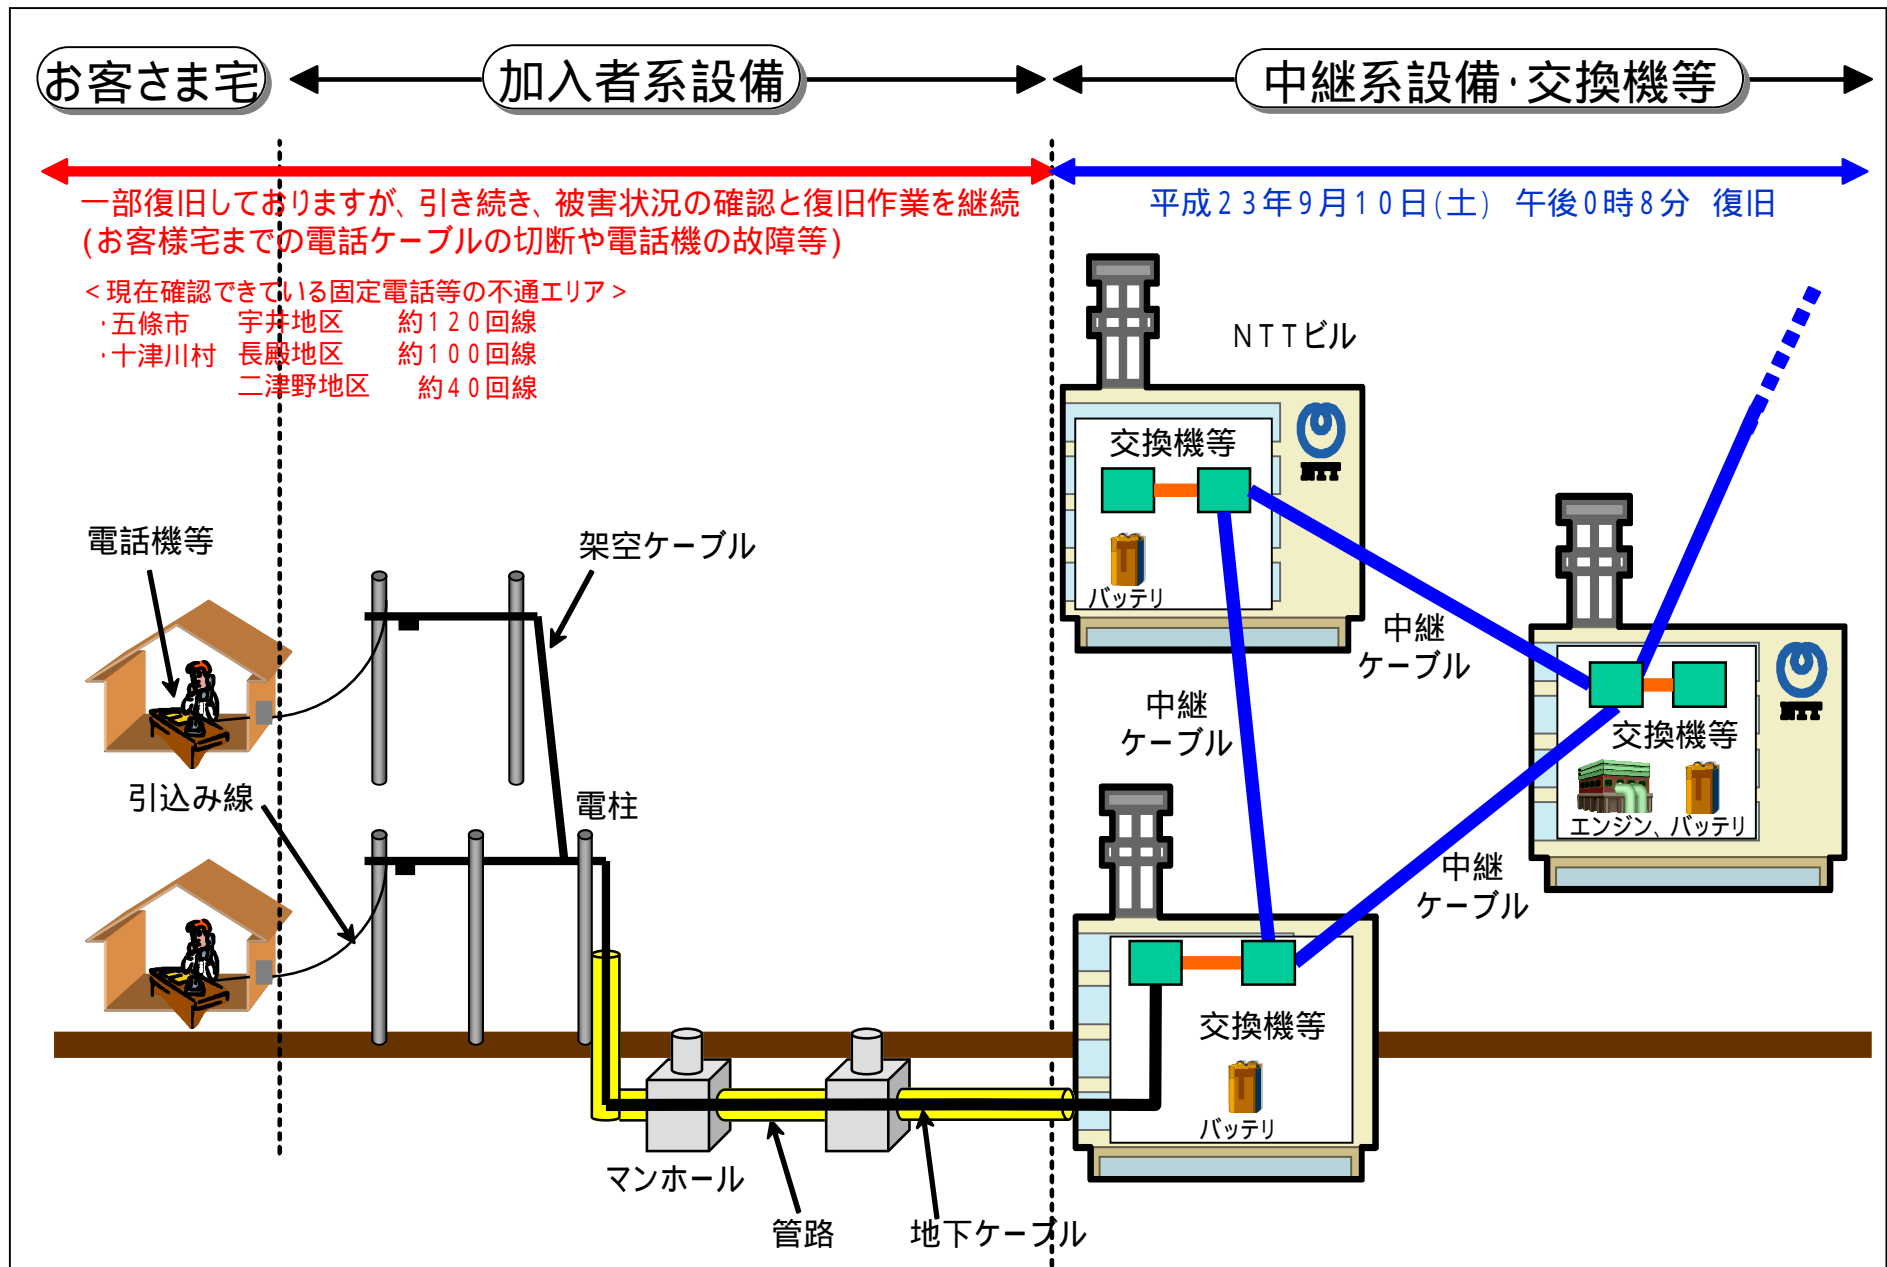 お客さま宅
加入者系設備
中継系設備・交換機等
一部復旧しておりますが、引き続き、被害状況の確認と復旧作業を継続
(お客様宅までの電話ケーブルの切断や電話機の故障等)
平成23年9月10日(土) 午後0時8分 復旧
<現在確認できている固定電話等の不通エリア>
・五條市 宇井地区 約120回線
・十津川村 長殿地区 約100回線
二津野地区 約40回線
NTTビル
交換機等
NTT
バッテリ
電話機等
架空ケーブル
中継
ケーブル
中継
ケーブル
NTT
交換機等
エンジン、バッテリ
引込み線
電柱
中継
ケーブル
交換機等
バッテリ
マンホール
管路
地下ケーブル